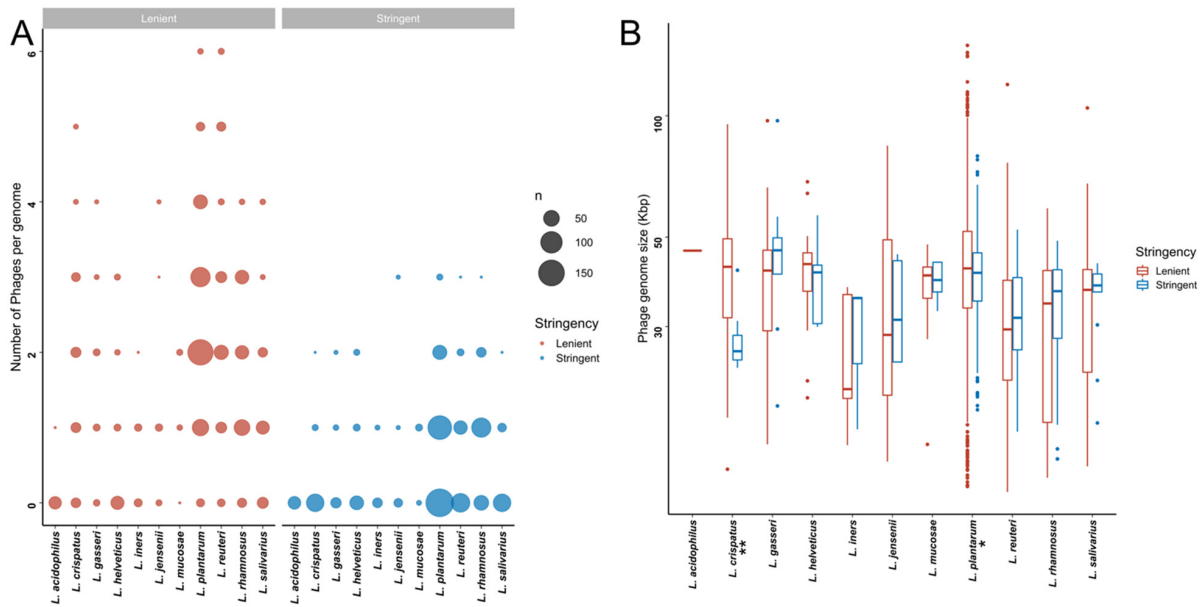 A
Lenient
Stringent
Number of Phages per genome
6
4
2
0
L. acidophilus
L. crispatus
L. gasseri
L. helveticus
L. iners
L. jensenii
L. mucosae
L. plantarum
L. reuteri
L. rhamnosus
L. salivarius
L. acidophilus
L. crispatus
L. gasseri
L. helveticus
L. iners
L. jensenii
L. mucosae
L. plantarum
L. reuteri
L. rhamnosus
L. salivarius
n
50
100
150
Stringency
Lenient
Stringent
B
Phage genome size (Kbp)
100
50
30
L. acidophilus
L. crispatus
**
L. gasseri
L. helveticus
L. iners
L. jensenii
L. mucosae
L. plantarum
*
L. reuteri
L. rhamnosus
L. salivarius
Stringency
Lenient
Stringent